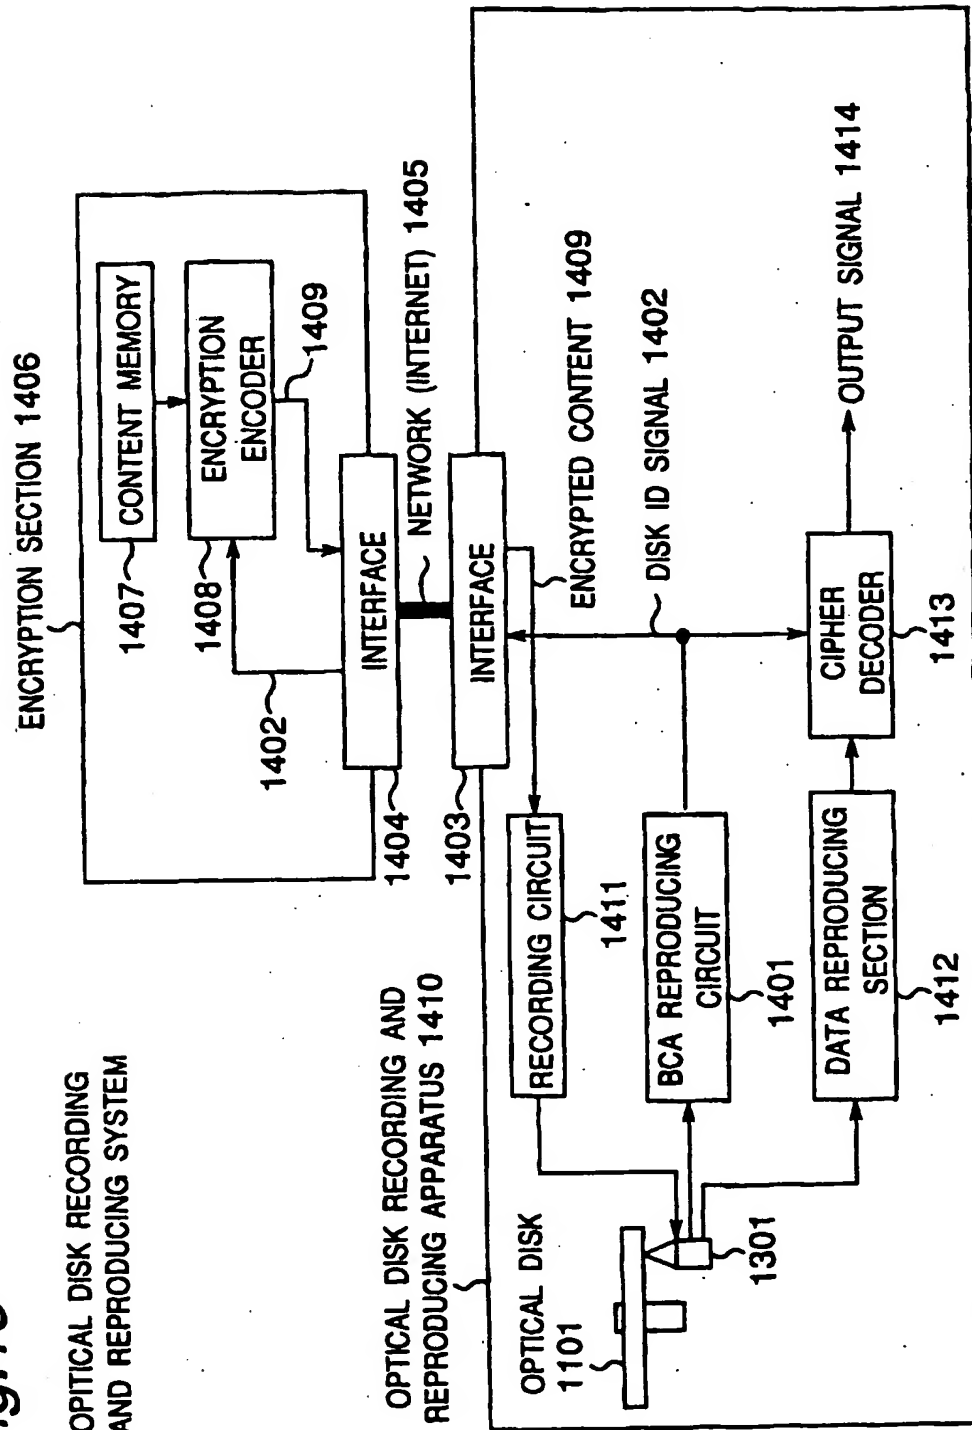 OPITICAL DISK RECORDING
AND REPRODUCING SYSTEM
ENCRYPTION SECTION 1406
1407
CONTENT MEMORY
1408
ENCRYPTION
ENCODER
1409
1402
1404
INTERFACE
NETWORK (INTERNET) 1405
1403
INTERFACE
OPTICAL DISK RECORDING AND
REPRODUCING APPARATUS 1410
ENCRYPTED CONTENT 1409
RECORDING CIRCUIT
1411
DISK ID SIGNAL 1402
OPTICAL DISK
1101
1301
BCA REPRODUCING
CIRCUIT
1401
DATA REPRODUCING
SECTION
1412
CIPHER
DECODER
1413
OUTPUT SIGNAL 1414